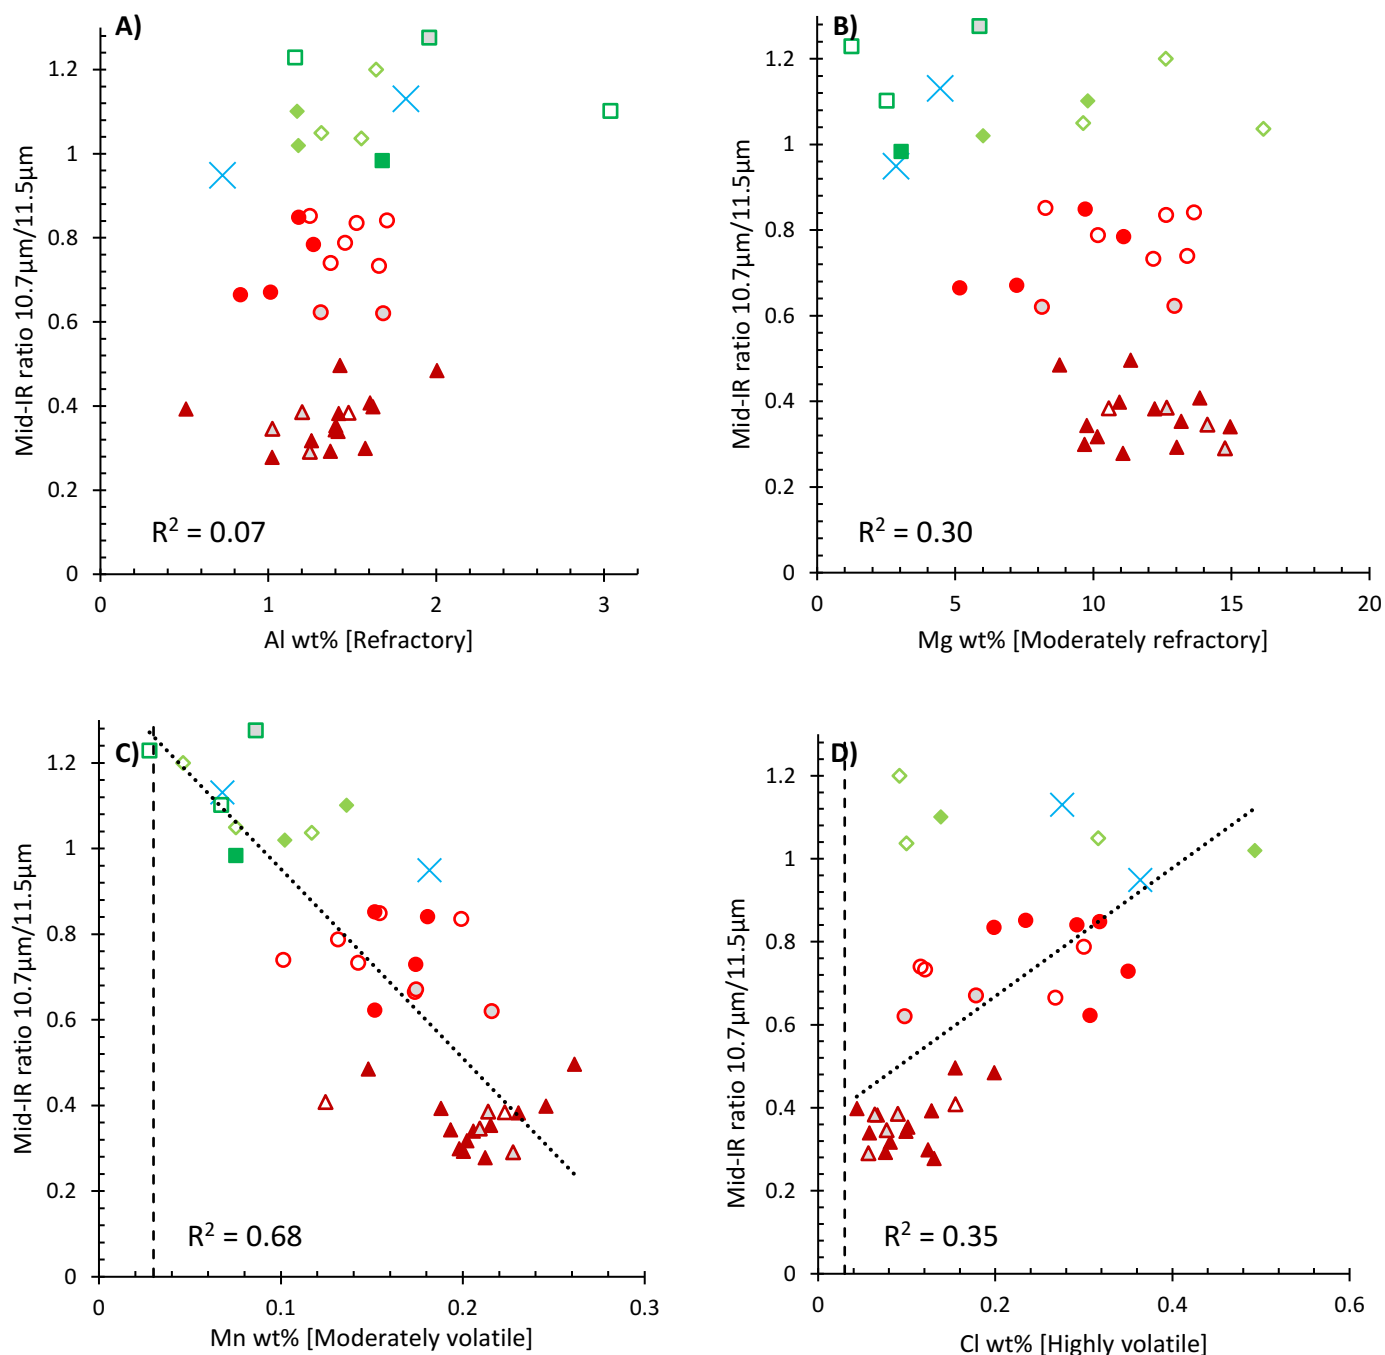 A)
Mid-IR ratio 10.7µm/11.5µm
1.2
1
0.8
0.6
0.4
0.2
0
R² = 0.07
0 1 2 3
Al wt% [Refractory]
B)
Mid-IR ratio 10.7µm/11.5µm
1.2
1
0.8
0.6
0.4
0.2
0
R² = 0.30
0 5 10 15 20
Mg wt% [Moderately refractory]
C)
Mid-IR ratio 10.7µm/11.5µm
1.2
1
0.8
0.6
0.4
0.2
0
R² = 0.68
0 0.1 0.2 0.3
Mn wt% [Moderately volatile]
D)
Mid-IR ratio 10.7µm/11.5µm
1.2
1
0.8
0.6
0.4
0.2
0
R² = 0.35
0 0.2 0.4 0.6
Cl wt% [Highly volatile]